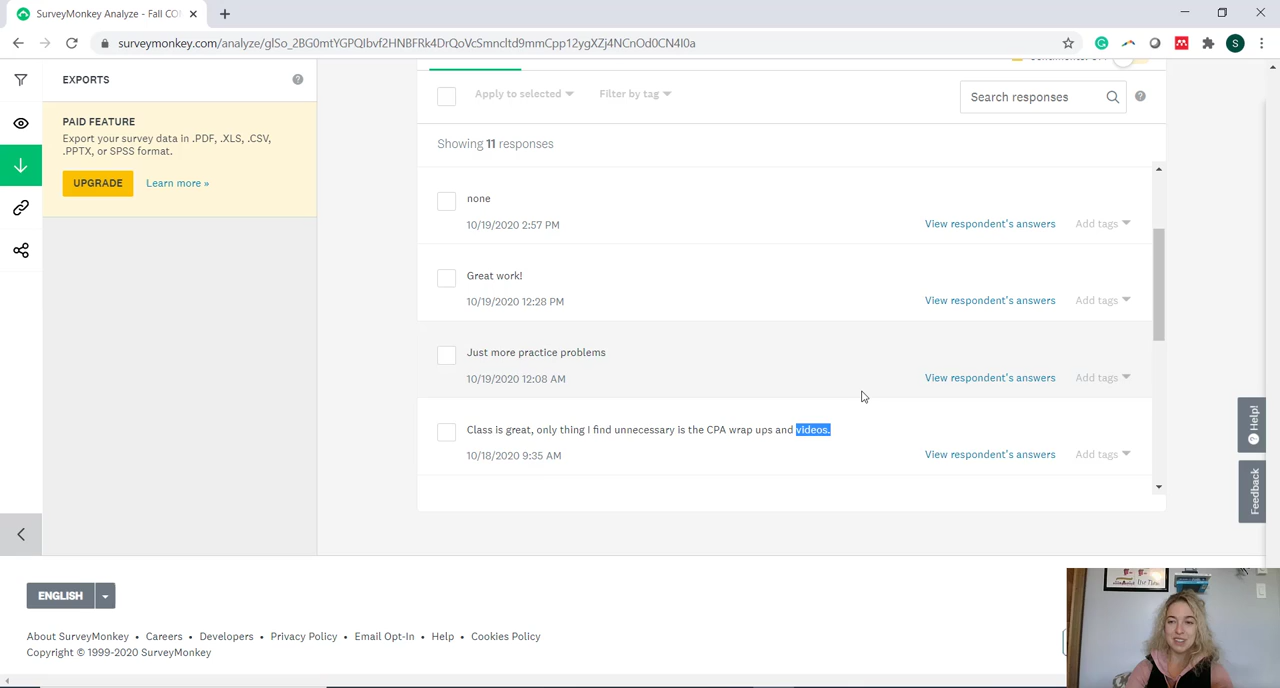 SurveyMonkey Analyze - Fall CO
surveymonkey.com/analyze/glSo_2BG0mtYGPQIbvf2HNBFRk4DrQoVcSmncltd9mmCpp12ygXZj4NCnOd0CN4I0a
S
EXPORTS
PAID FEATURE
Export your survey data in .PDF, .XLS, .CSV,
.PPTX, or SPSS format.
UPGRADE
Learn more »
Apply to selected
Filter by tag
Search responses
Showing 11 responses
none
10/19/2020 2:57 PM
View respondent's answers
Add tags
Great work!
10/19/2020 12:28 PM
View respondent's answers
Add tags
Just more practice problems
10/19/2020 12:08 AM
View respondent's answers
Add tags
Class is great, only thing I find unnecessary is the CPA wrap ups and videos.
10/18/2020 9:35 AM
View respondent's answers
Add tags
Help!
Feedback
ENGLISH
About SurveyMonkey • Careers • Developers • Privacy Policy • Email Opt-In • Help • Cookies Policy
Copyright © 1999-2020 SurveyMonkey